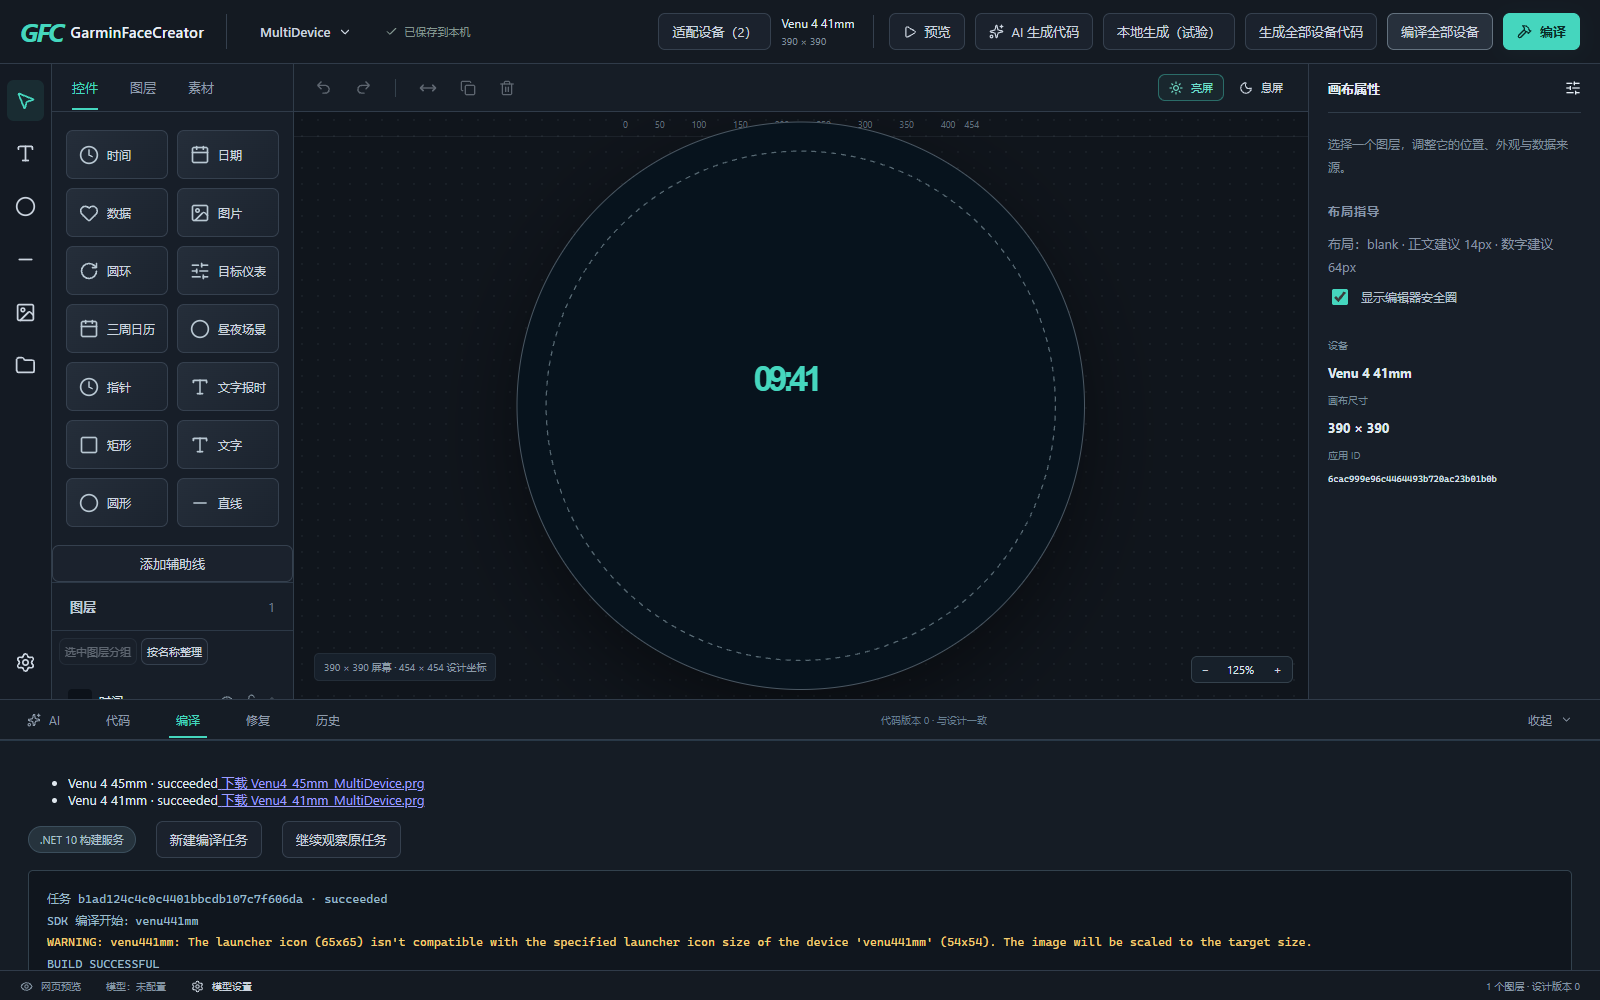 GFC GarminFaceCreator
MultiDevice
已保存到本机
适配设备（2）
Venu 4 41mm
390 × 390
预览
AI 生成代码
本地生成（试验）
生成全部设备代码
编译全部设备
编译
控件
图层
素材
亮屏
息屏
画布属性
0 50 100 150 300 350 400 454
选择一个图层，调整它的位置、外观与数据来源。
时间
日期
数据
图片
圆环
目标仪表
三周日历
昼夜场景
指针
文字报时
矩形
文字
圆形
直线
添加辅助线
图层
1
选中图层分组
按名称整理
时间
09:41
390 × 390 屏幕 · 454 × 454 设计坐标
− 125% +
布局指导
布局：blank · 正文建议 14px · 数字建议
64px
显示编辑器安全圈
设备
Venu 4 41mm
画布尺寸
390 × 390
应用 ID
6cac999e96c4464493b720ac23b01b0b
AI
代码
编译
修复
历史
代码版本 0 · 与设计一致
收起
Venu 4 45mm · succeeded 下载 Venu4_45mm_MultiDevice.prg
Venu 4 41mm · succeeded 下载 Venu4_41mm_MultiDevice.prg
.NET 10 构建服务
新建编译任务
继续观察原任务
任务 b1ad124c4c0c4401bbcdb107c7f606da · succeeded
SDK 编译开始: venu441mm
WARNING: venu441mm: The launcher icon (65x65) isn't compatible with the specified launcher icon size of the device 'venu441mm' (54x54). The image will be scaled to the target size.
BUILD SUCCESSFUL
网页预览
模型：未配置
模型设置
1 个图层 · 设计版本 0